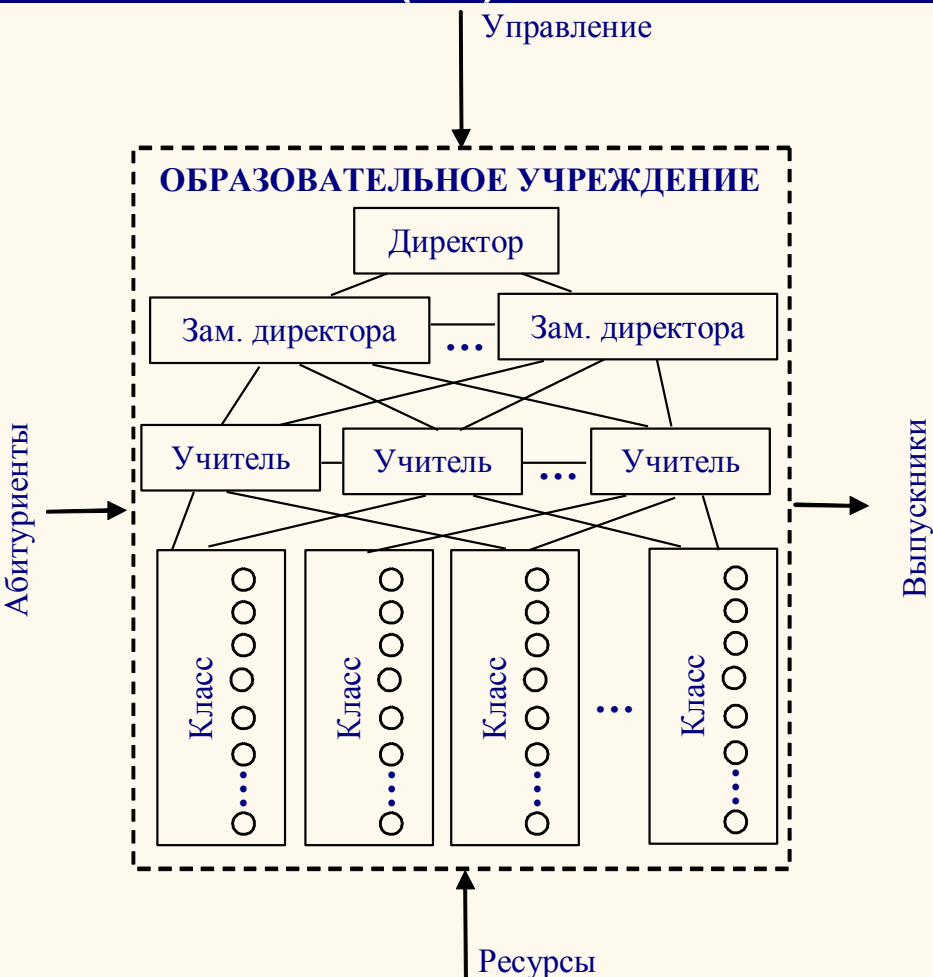 Управление
ОБРАЗОВАТЕЛЬНОЕ УЧРЕЖДЕНИЕ
Директор
Зам. директора
...
Зам. директора
Учитель
Учитель
...
Учитель
Абитуриенты
Выпускники
Класс
Класс
Класс
...
Класс
Ресурсы